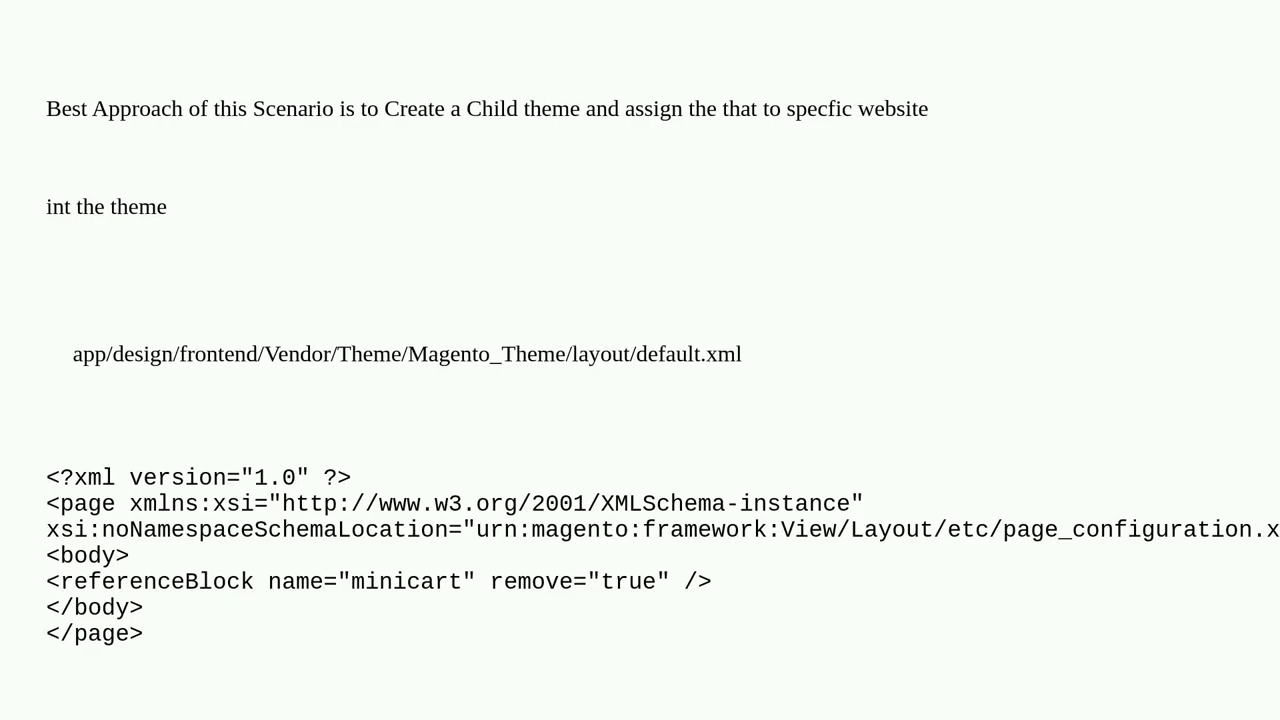 Best Approach of this Scenario is to Create a Child theme and assign the that to specfic website
int the theme
app/design/frontend/Vendor/Theme/Magento_Theme/layout/default.xml
<?xml version="1.0" ?>
<page xmlns:xsi="http://www.w3.org/2001/XMLSchema-instance"
xsi:noNamespaceSchemaLocation="urn:magento:framework:View/Layout/etc/page_configuration.x
<body>
<referenceBlock name="minicart" remove="true" />
</body>
</page>